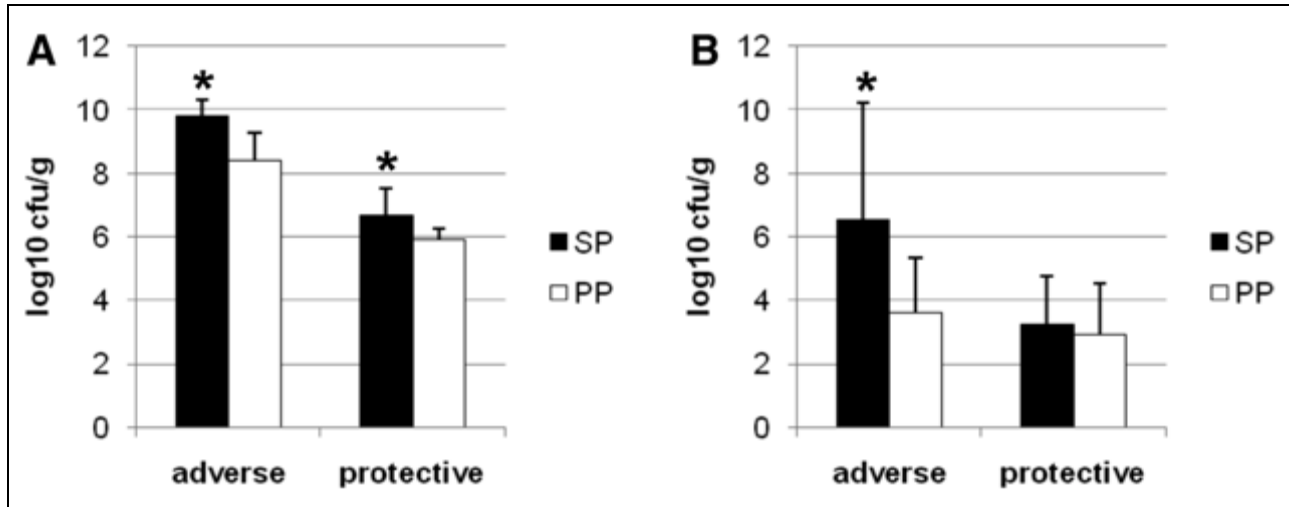 A
12
10
8
6
4
2
0
log10 cfu/g
*
*
adverse
protective
SP
PP
B
12
10
8
6
4
2
0
log10 cfu/g
*
adverse
protective
SP
PP